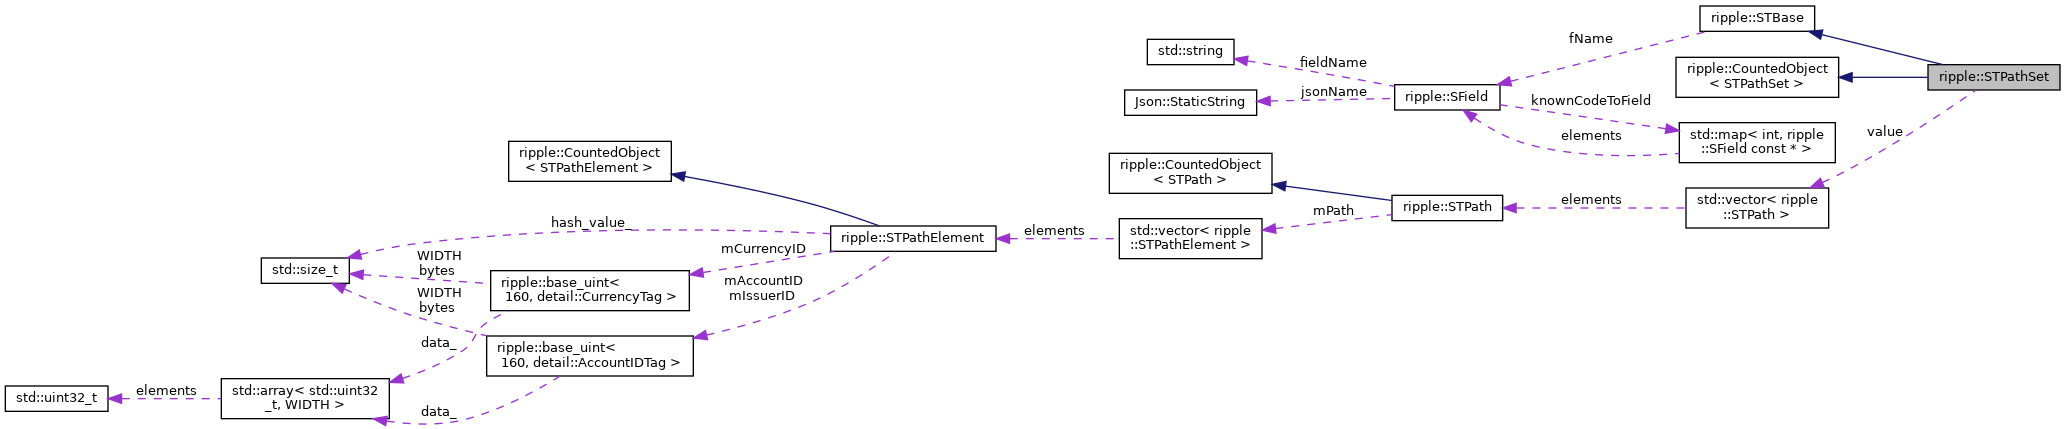 ripple::STBase
fName
std::string
fieldName
ripple::CountedObject
< STPathSet >
ripple::STPathSet
jsonName
Json::StaticString
ripple::SField
knownCodeToField
elements
std::map< int, ripple
::SField const * >
value
ripple::CountedObject
< STPathElement >
ripple::CountedObject
< STPath >
elements
std::vector< ripple
::STPath >
ripple::STPath
mPath
hash_value_
ripple::STPathElement
elements
std::vector< ripple
::STPathElement >
mCurrencyID
WIDTH
bytes
std::size_t
ripple::base_uint<
160, detail::CurrencyTag >
mAccountID
mIssuerID
WIDTH
bytes
data_
ripple::base_uint<
160, detail::AccountIDTag >
std::uint32_t
elements
std::array< std::uint32
_t, WIDTH >
data_